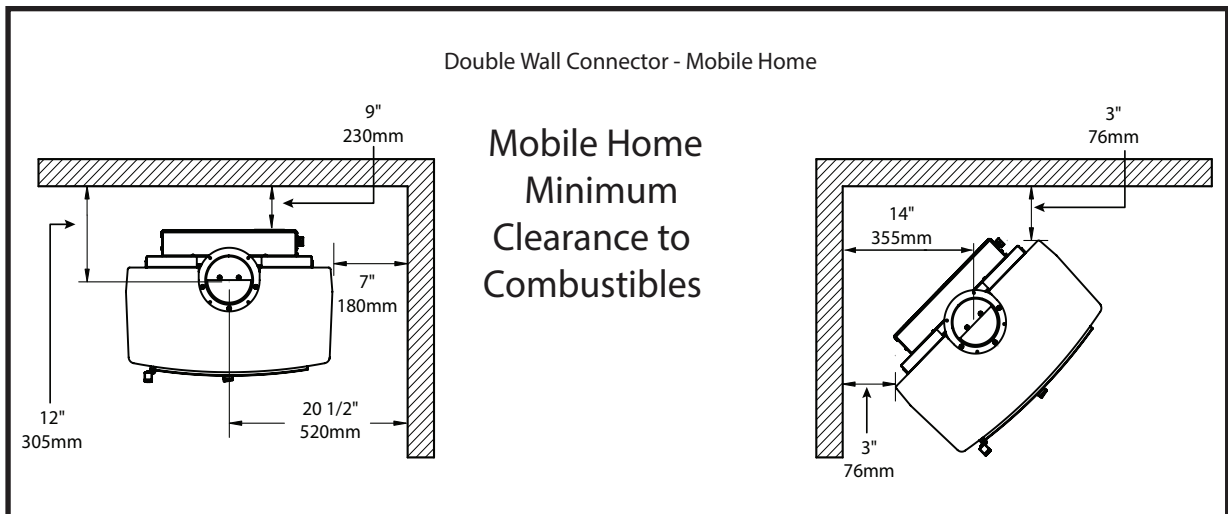 Double Wall Connector - Mobile Home
9"
230mm
Mobile Home
Minimum
Clearance to
Combustibles
7"
180mm
12"
305mm
20 1/2"
520mm
3"
76mm
14"
355mm
3"
76mm